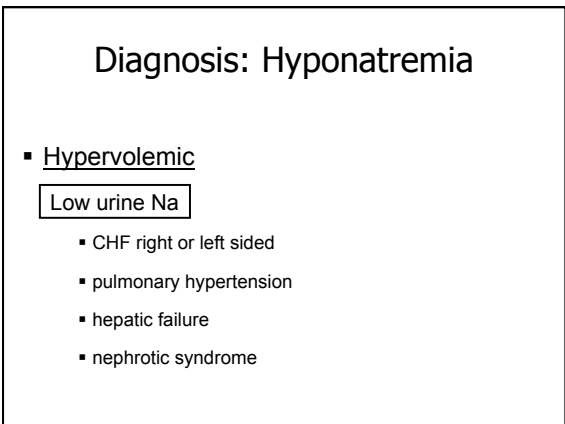 Diagnosis: Hyponatremia
▪ Hypervolemic
Low urine Na
▪ CHF right or left sided
▪ pulmonary hypertension
▪ hepatic failure
▪ nephrotic syndrome